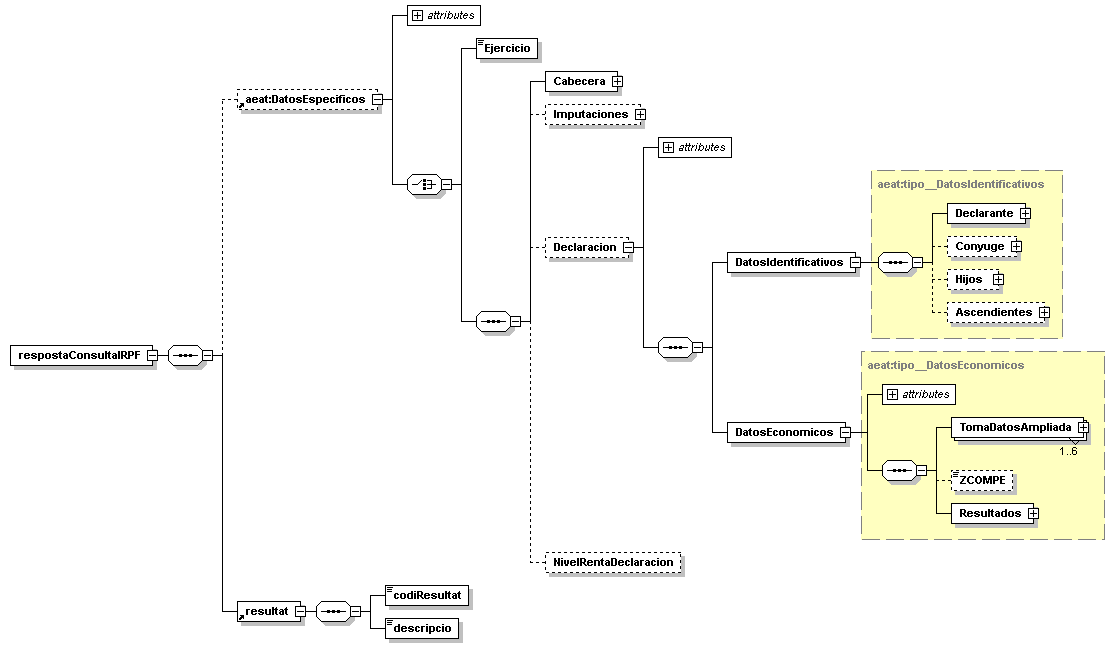 attributes
Ejercicio
Cabecera
aeat:DatosEspecificos
Imputaciones
attributes
aeat:tipo__DatosIdentificativos
Declarante
Declaracion
Conyuge
DatosIdentificativos
Hijos
Ascendientes
respostaConsultaIRPF
aeat:tipo__DatosEconomicos
attributes
TomaDatosAmpliada
DatosEconomicos
1..6
ZCOMPE
Resultados
NivelRentaDeclaracion
codiResultat
resultat
descripcio